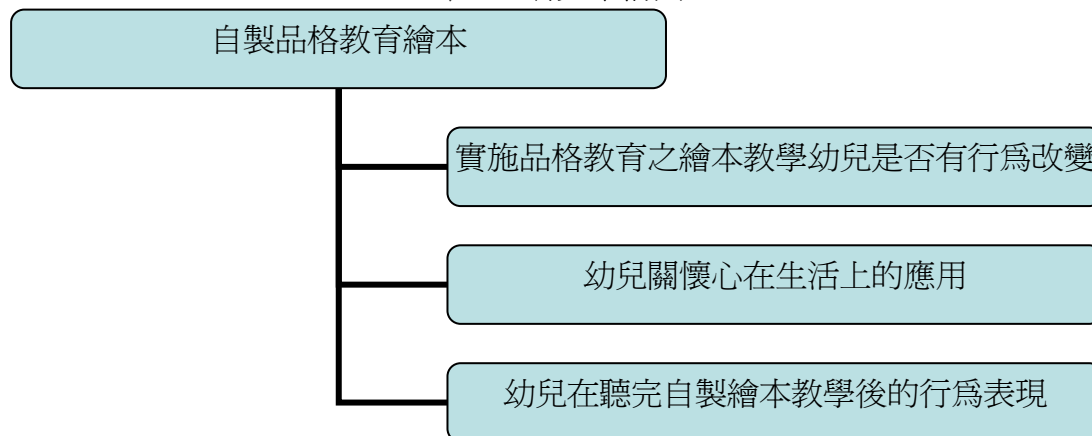 自製品格教育繪本
實施品格教育之繪本教學幼兒是否有行爲改變
幼兒關懷心在生活上的應用
幼兒在聽完自製繪本教學後的行爲表現